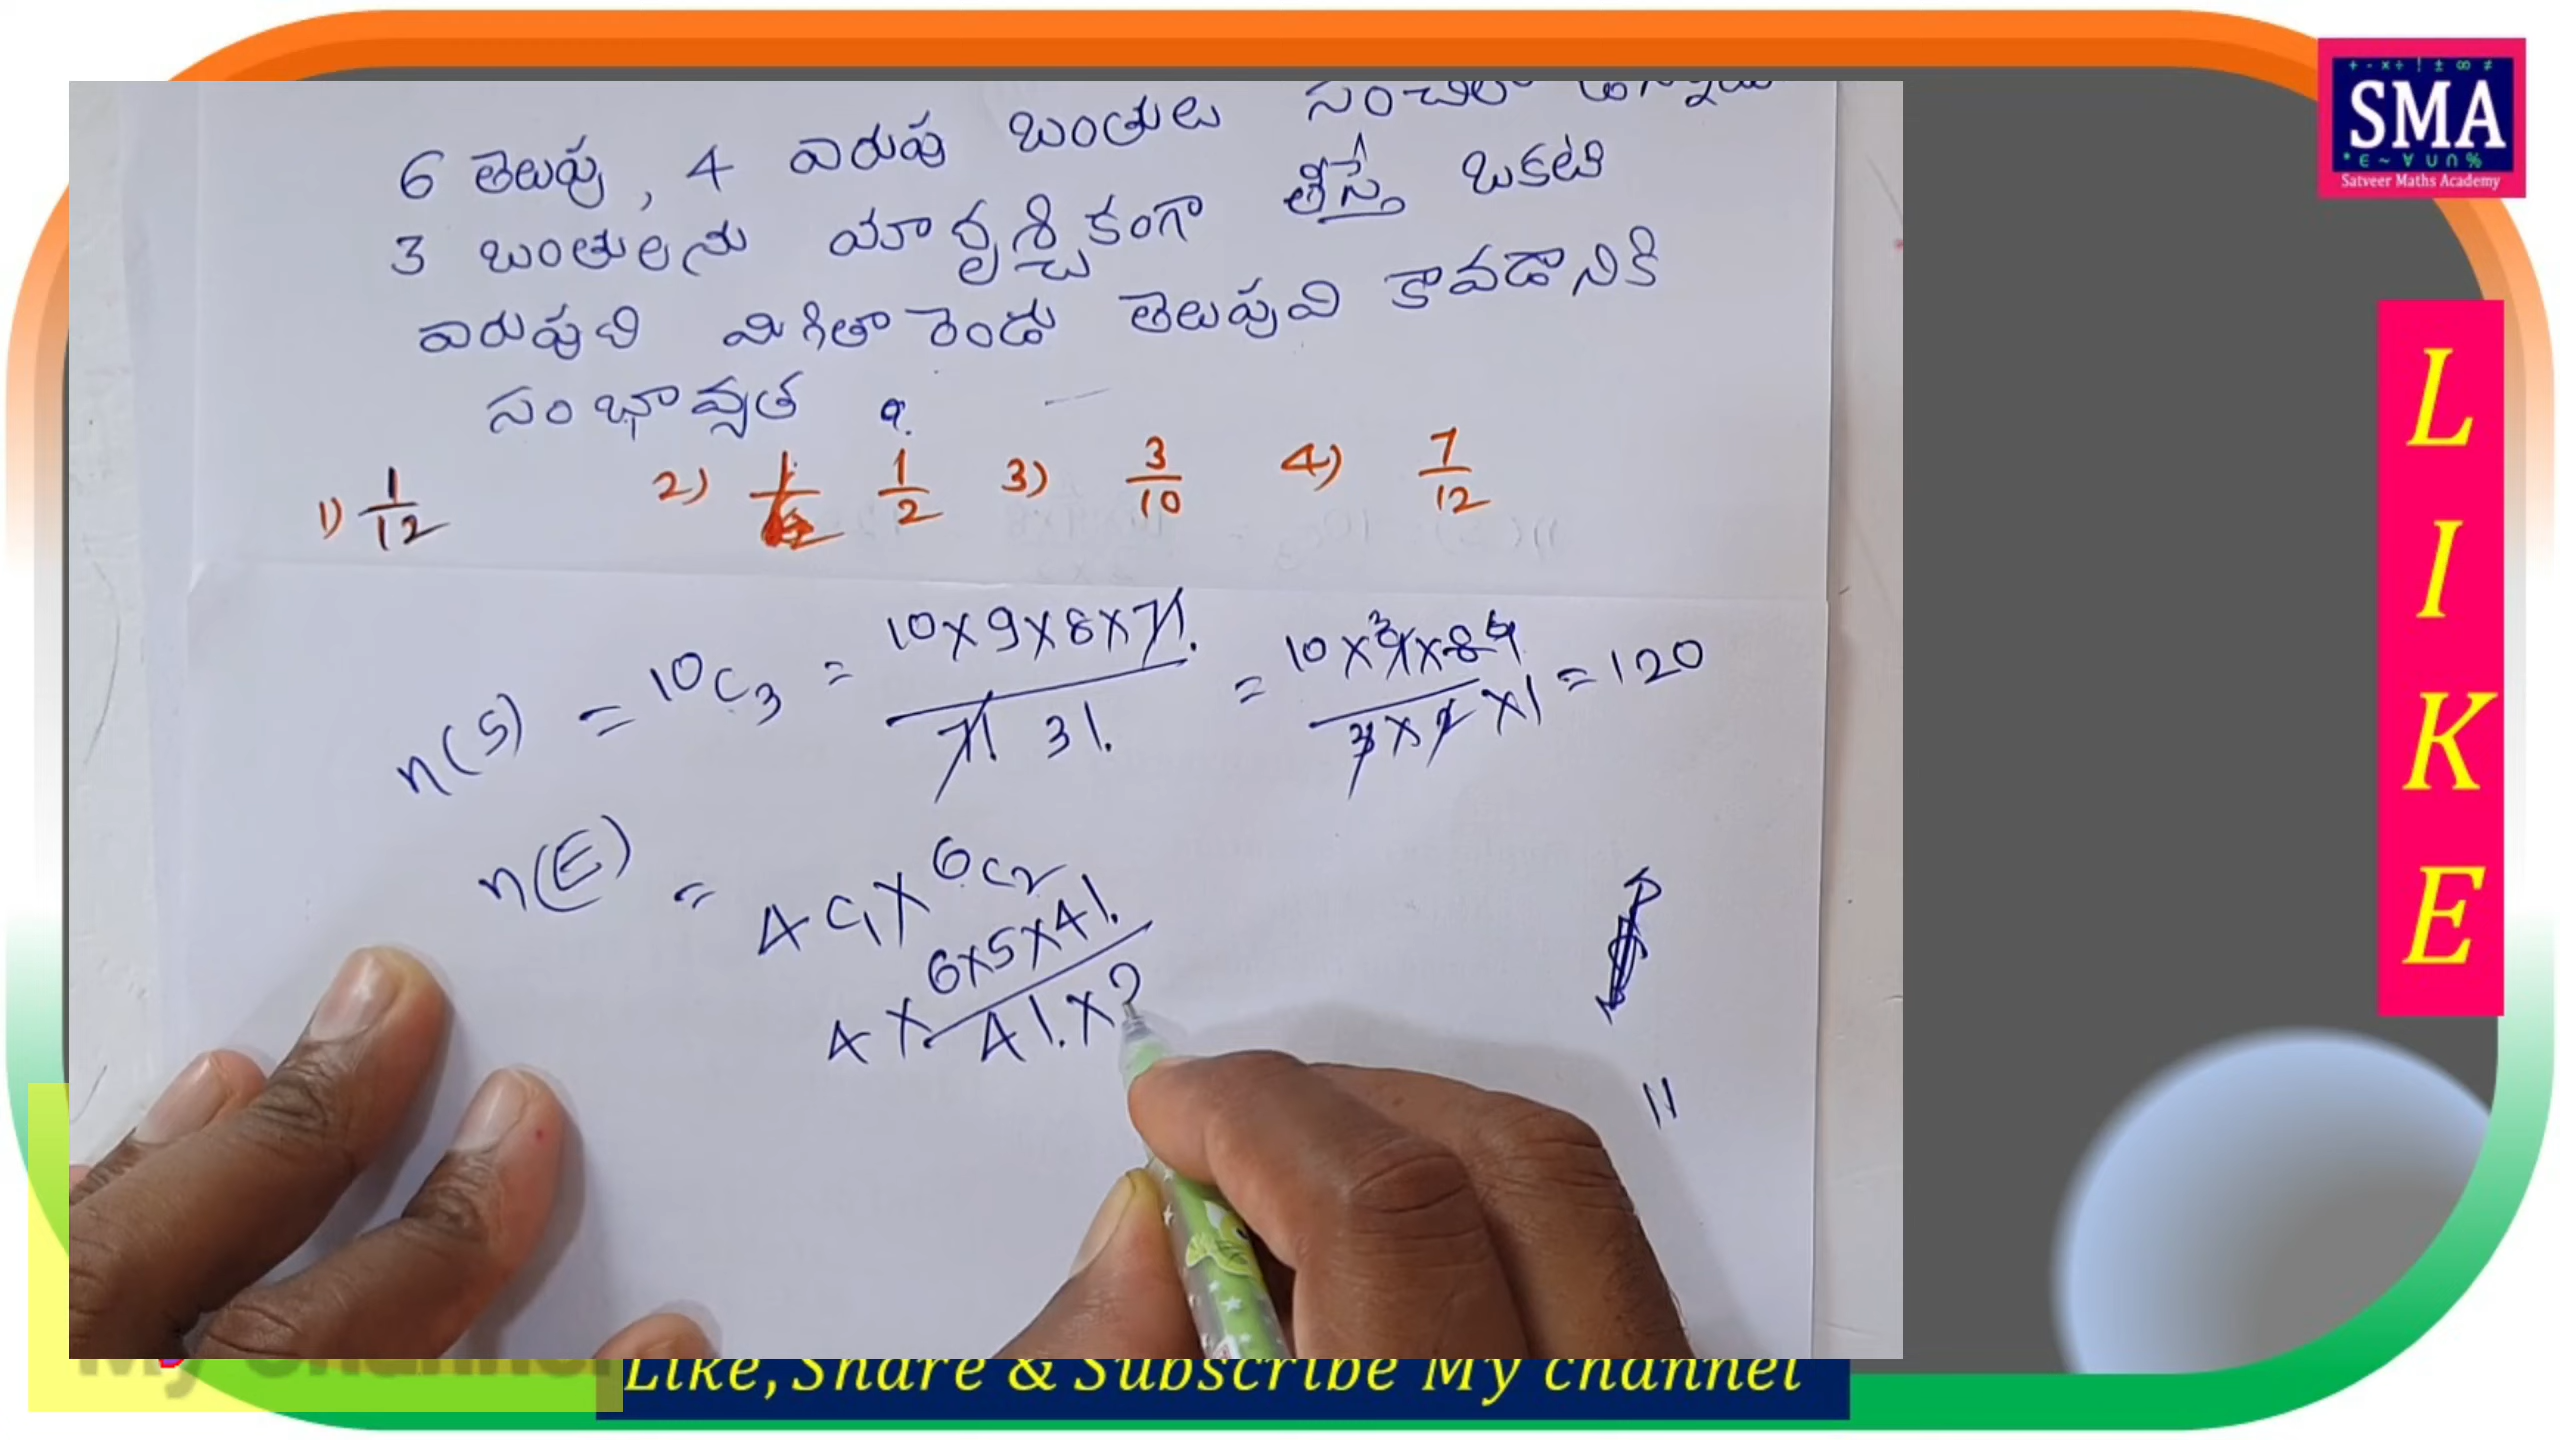 6 తెలుపు, 4 ఎరుపు బంతులు సంచిలో
3 బంతులను యాదృశ్చికంగా తీస్తే ఒకటి
ఎరుపుది మిగితా రెండు తెలుపువి కావడానికి
సంభావ్యత ?
1) 1/12 2) 1/2 3) 3/10 4) 7/12
n(S) = 10C3 = 10×9×8×7! / 7! 3! = 10×9×8 / 3×2×1 = 120
n(E) = 4C1 × 6C2
4 × 6×5×4! / 4! × 2
+ - × ÷ ! ± ∞ ≠
SMA
* ∈ ~ ∀ ∪ ∩ %
Satveer Maths Academy
LIKE
My Channel
Like, Share & Subscribe My channel